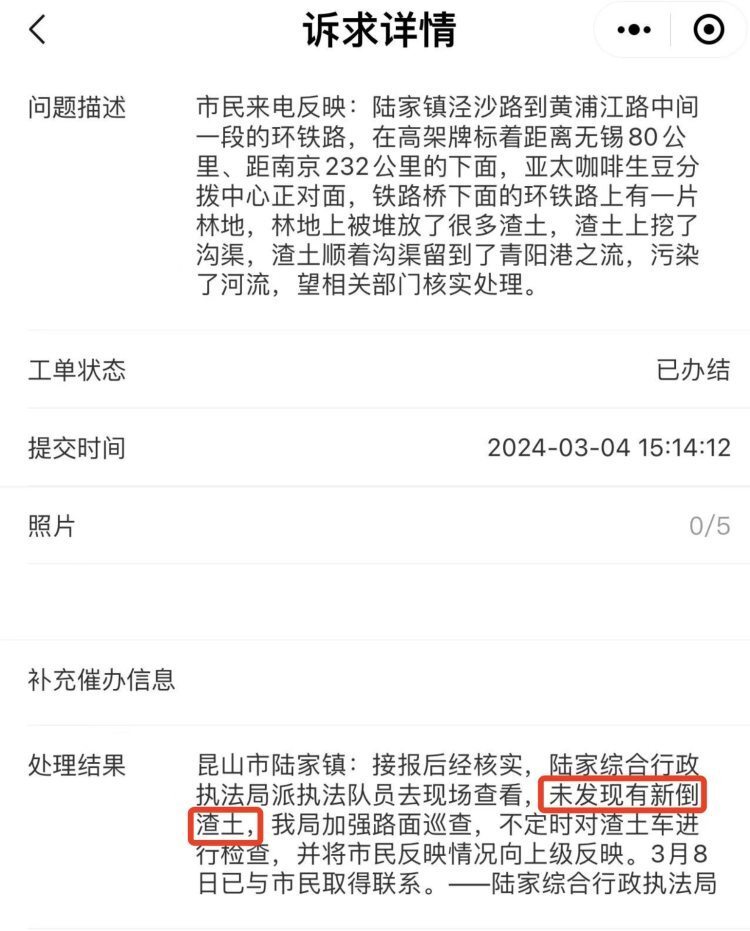 诉求详情
问题描述
市民来电反映：陆家镇泾沙路到黄浦江路中间
一段的环铁路，在高架牌标着距离无锡80公
里、距南京232公里的下面，亚太咖啡生豆分
拨中心正对面，铁路桥下面的环铁路上有一片
林地，林地上被堆放了很多渣土，渣土上挖了
沟渠，渣土顺着沟渠留到了青阳港之流，污染
了河流，望相关部门核实处理。
工单状态 已办结
提交时间 2024-03-04 15:14:12
照片 0/5
补充催办信息
处理结果
昆山市陆家镇：接报后经核实，陆家综合行政
执法局派执法队员去现场查看，未发现有新倒
渣土，我局加强路面巡查，不定时对渣土车进
行检查，并将市民反映情况向上级反映。3月8
日已与市民取得联系。——陆家综合行政执法局